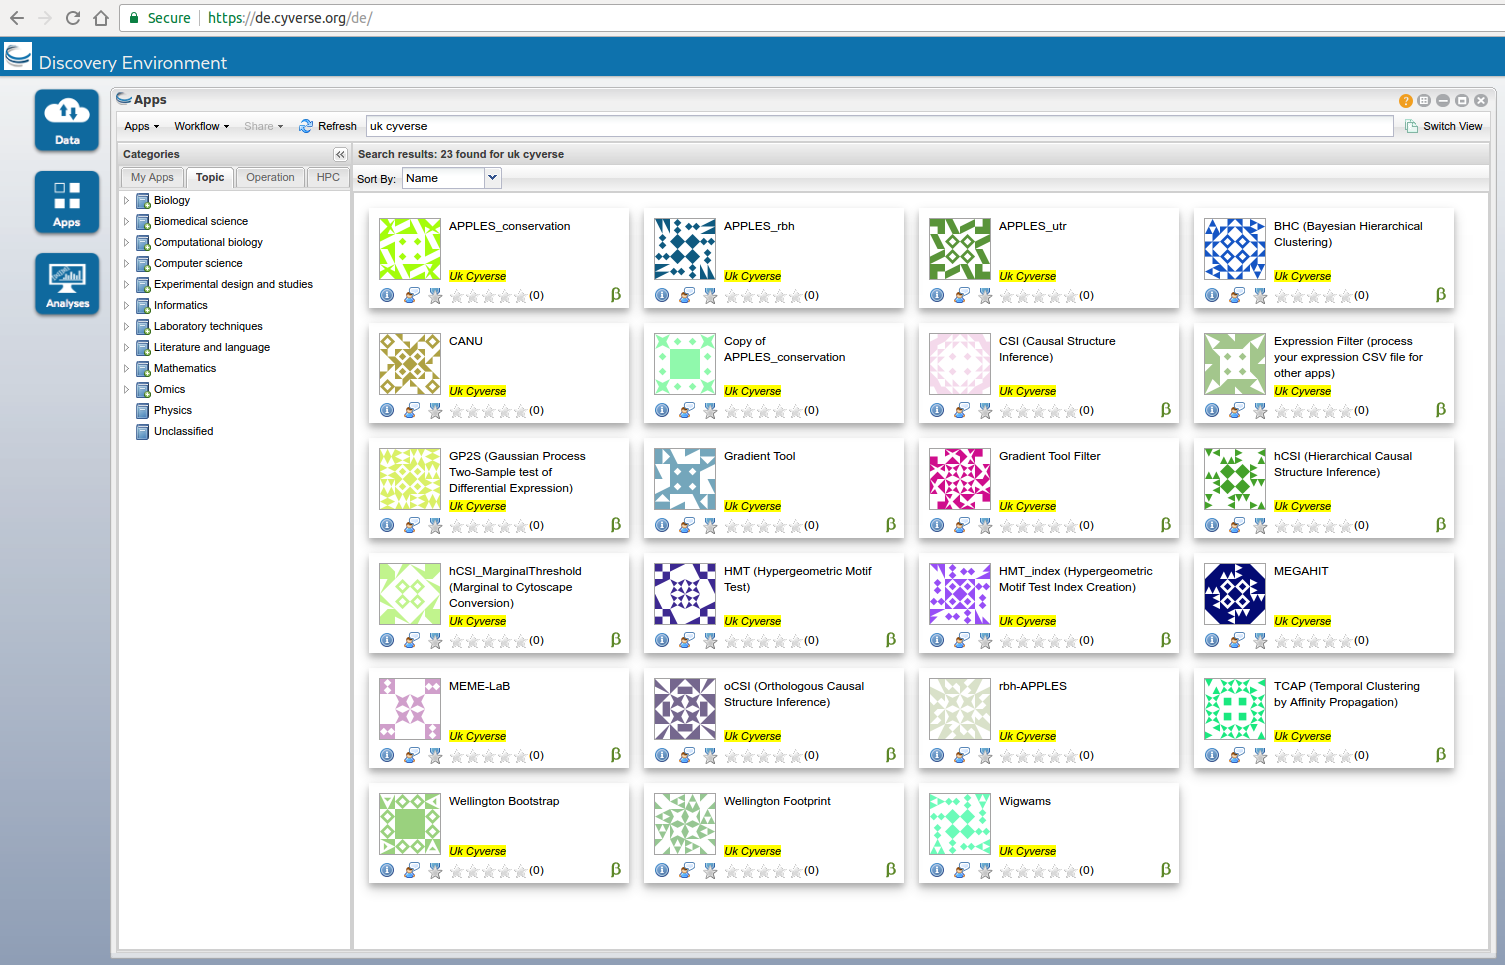 Secure
https://de.cyverse.org/de/
Discovery Environment
Data
Apps
Analyses
Apps
Apps Workflow Share Refresh uk cyverse Switch View
Categories
My Apps Topic Operation HPC
Biology
Biomedical science
Computational biology
Computer science
Experimental design and studies
Informatics
Laboratory techniques
Literature and language
Mathematics
Omics
Physics
Unclassified
Search results: 23 found for uk cyverse
Sort By: Name
APPLES_conservation
Uk Cyverse
(0) β
APPLES_rbh
Uk Cyverse
(0)
APPLES_utr
Uk Cyverse
(0)
BHC (Bayesian Hierarchical
Clustering)
Uk Cyverse
(0) β
CANU
Uk Cyverse
(0)
Copy of
APPLES_conservation
Uk Cyverse
(0)
CSI (Causal Structure
Inference)
Uk Cyverse
(0) β
Expression Filter (process
your expression CSV file for
other apps)
Uk Cyverse
(0) β
GP2S (Gaussian Process
Two-Sample test of
Differential Expression)
Uk Cyverse
(0) β
Gradient Tool
Uk Cyverse
(0) β
Gradient Tool Filter
Uk Cyverse
(0) β
hCSI (Hierarchical Causal
Structure Inference)
Uk Cyverse
(0) β
hCSI_MarginalThreshold
(Marginal to Cytoscape
Conversion)
Uk Cyverse
(0) β
HMT (Hypergeometric Motif
Test)
Uk Cyverse
(0) β
HMT_index (Hypergeometric
Motif Test Index Creation)
Uk Cyverse
(0) β
MEGAHIT
Uk Cyverse
(0)
MEME-LaB
Uk Cyverse
(0) β
oCSI (Orthologous Causal
Structure Inference)
Uk Cyverse
(0) β
rbh-APPLES
Uk Cyverse
(0) β
TCAP (Temporal Clustering
by Affinity Propagation)
Uk Cyverse
(0) β
Wellington Bootstrap
Uk Cyverse
(0) β
Wellington Footprint
Uk Cyverse
(0) β
Wigwams
Uk Cyverse
(0) β